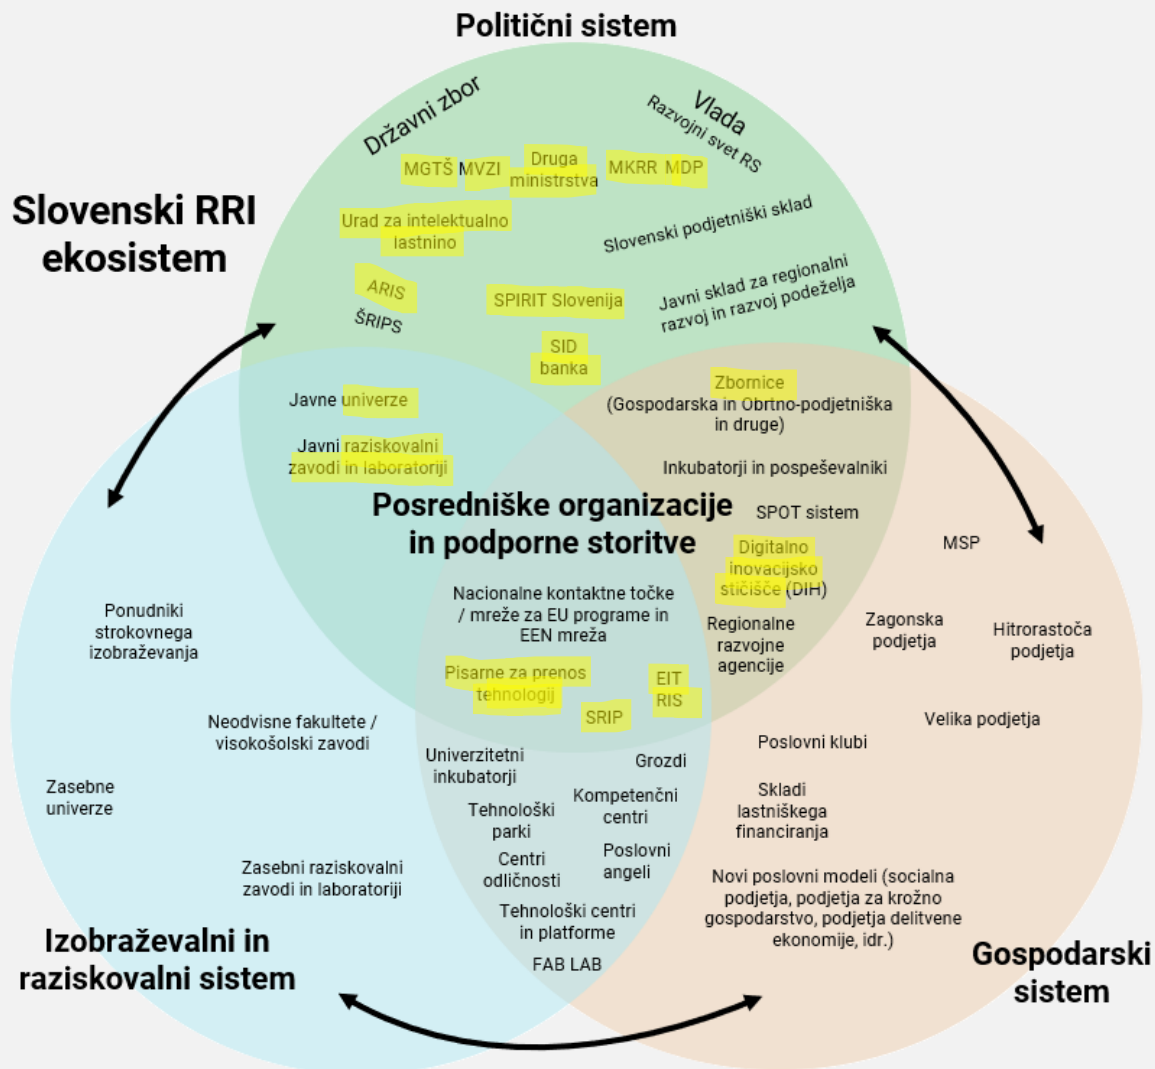 Politični sistem
Državni zbor
Vlada
Razvojni svet RS
MGTŠ MVZI
Druga
ministrstva
MKRR MDP
Slovenski RRI
ekosistem
Urad za intelektualno
lastnino
Slovenski podjetniški sklad
ARIS
ŠRIPS
SPIRIT Slovenija
Javni sklad za regionalni
razvoj in razvoj podeželja
SID
banka
Javne univerze
Javni raziskovalni
zavodi in laboratoriji
Zbornice
(Gospodarska in Obrtno-podjetniška
in druge)
Inkubatorji in pospeševalniki
Posredniške organizacije
in podporne storitve
SPOT sistem
Digitalno
inovacijsko
stičišče (DIH)
Regionalne
razvojne
agencije
Nacionalne kontaktne točke
/ mreže za EU programe in
EEN mreža
Pisarne za prenos
tehnologij
SRIP
EIT
RIS
MSP
Zagonska
podjetja
Hitrorastoča
podjetja
Velika podjetja
Poslovni klubi
Skladi
lastniškega
financiranja
Novi poslovni modeli (socialna
podjetja, podjetja za krožno
gospodarstvo, podjetja delitvene
ekonomije, idr.)
Gospodarski
sistem
Ponudniki
strokovnega
izobraževanja
Neodvisne fakultete /
visokošolski zavodi
Zasebne
univerze
Zasebni raziskovalni
zavodi in laboratoriji
Izobraževalni in
raziskovalni sistem
Univerzitetni
inkubatorji
Grozdi
Tehnološki
parki
Kompetenčni
centri
Centri
odličnosti
Poslovni
angeli
Tehnološki centri
in platforme
FAB LAB